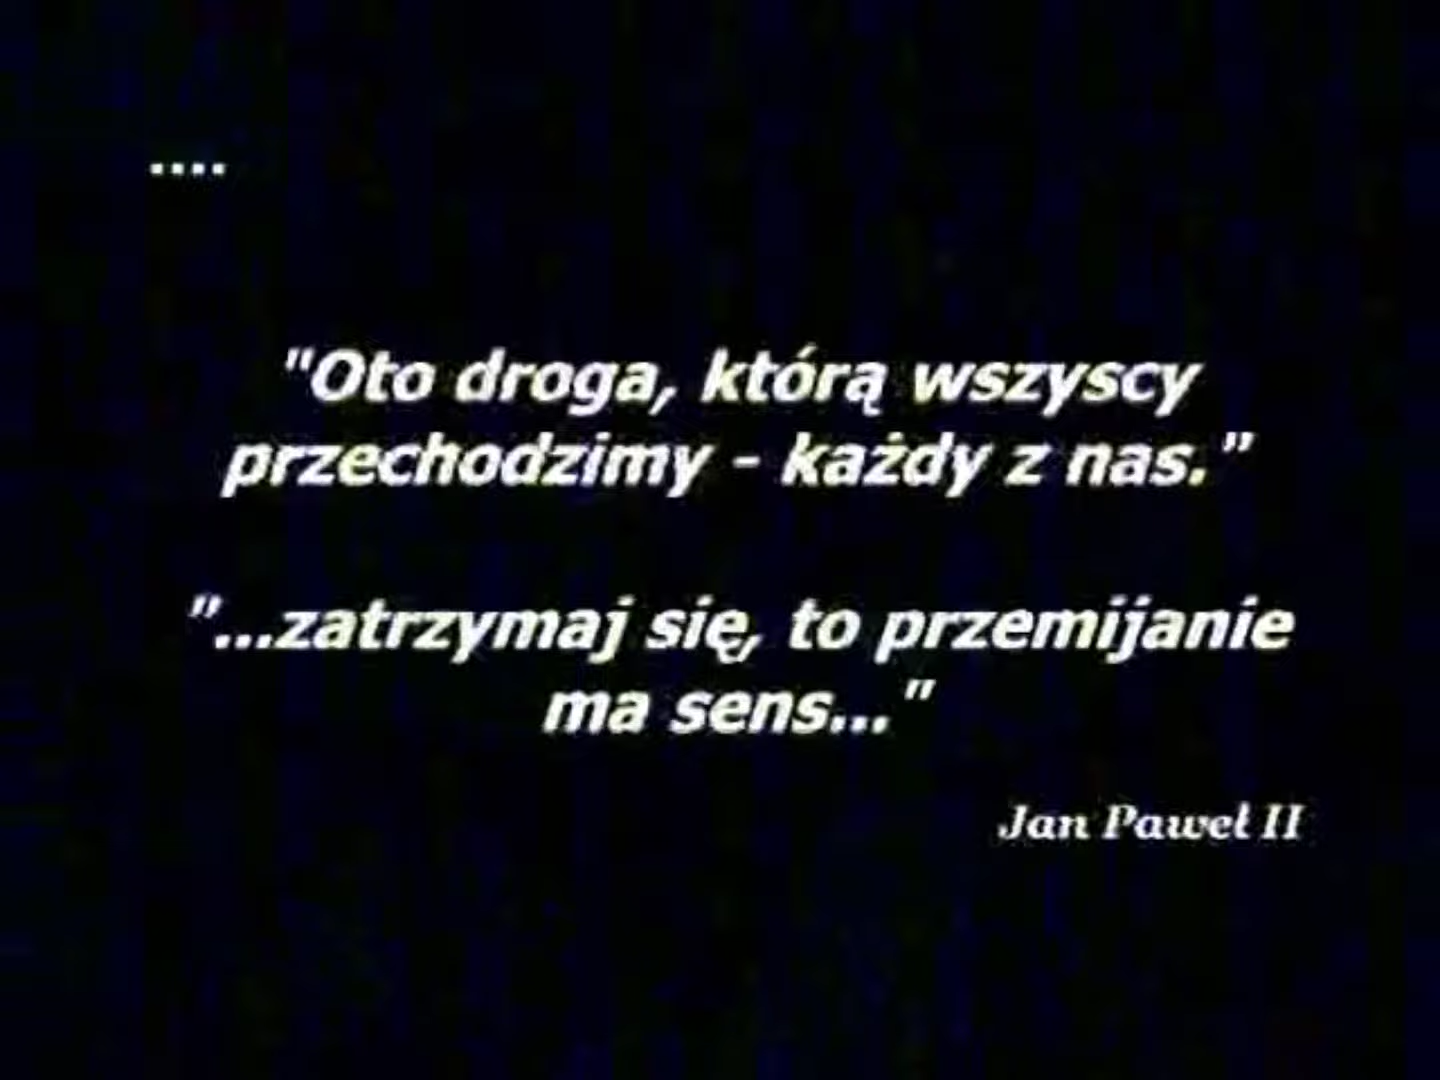 ....
"Oto droga, którą wszyscy
przechodzimy - każdy z nas."
"...zatrzymaj się, to przemijanie
ma sens..."
Jan Paweł II